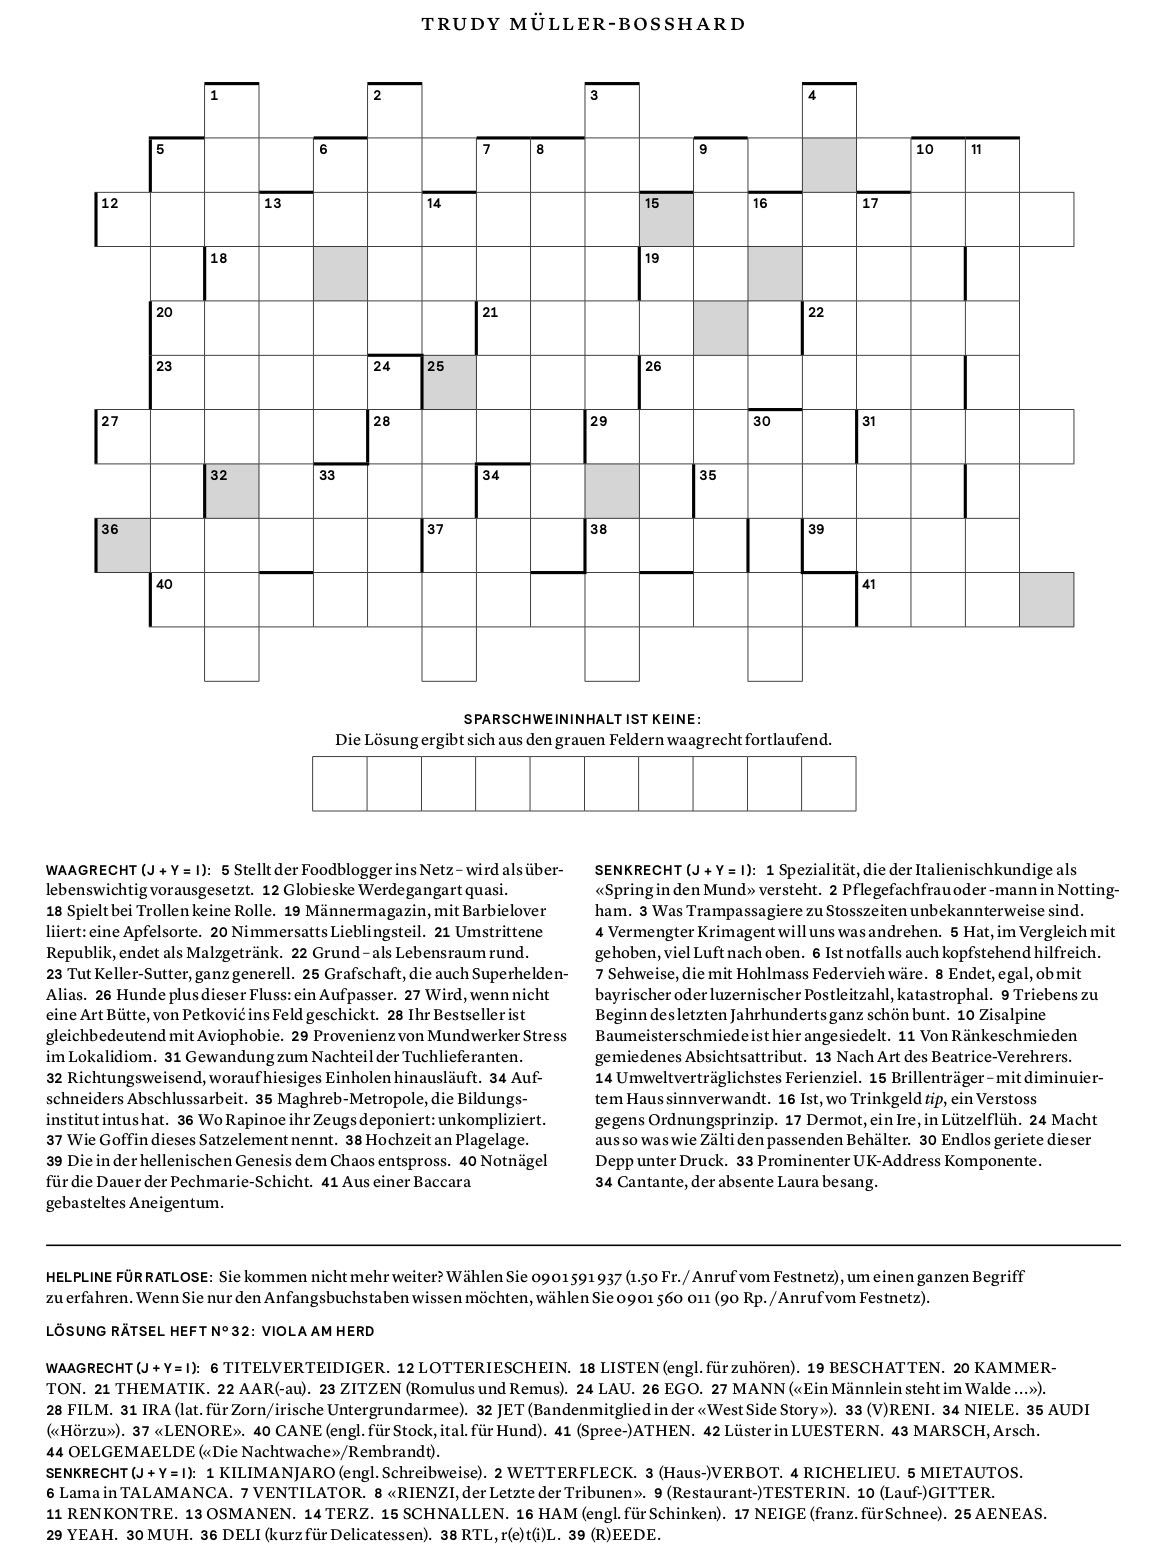 TRUDY MÜLLER-BOSSHARD
1 2 3 4
5 6 7 8 9 10 11
12 13 14 15 16 17
18 19
20 21 22
23 24 25 26
27 28 29 30 31
32 33 34 35
36 37 38 39
40 41
SPARSCHWEININHALT IST KEINE:
Die Lösung ergibt sich aus den grauen Feldern waagrecht fortlaufend.
WAAGRECHT (J + Y = I): 5 Stellt der Foodblogger ins Netz – wird als über-
lebenswichtig vorausgesetzt. 12 Globieske Werdegangart quasi.
18 Spielt bei Trollen keine Rolle. 19 Männermagazin, mit Barbielover
liiert: eine Apfelsorte. 20 Nimmersatts Lieblingsteil. 21 Umstrittene
Republik, endet als Malzgetränk. 22 Grund – als Lebensraum rund.
23 Tut Keller-Sutter, ganz generell. 25 Grafschaft, die auch Superhelden-
Alias. 26 Hunde plus dieser Fluss: ein Aufpasser. 27 Wird, wenn nicht
eine Art Bütte, von Petković ins Feld geschickt. 28 Ihr Bestseller ist
gleichbedeutend mit Aviophobie. 29 Provenienz von Mundwerker Stress
im Lokalidiom. 31 Gewandung zum Nachteil der Tuchlieferanten.
32 Richtungsweisend, worauf hiesiges Einholen hinausläuft. 34 Auf-
schneiders Abschlussarbeit. 35 Maghreb-Metropole, die Bildungs-
institut intus hat. 36 Wo Rapinoe ihr Zeugs deponiert: unkompliziert.
37 Wie Goffin dieses Satzelement nennt. 38 Hochzeit an Plagelage.
39 Die in der hellenischen Genesis dem Chaos entspross. 40 Notnägel
für die Dauer der Pechmarie-Schicht. 41 Aus einer Baccara
gebasteltes Aneigentum.
SENKRECHT (J + Y = I): 1 Spezialität, die der Italienischkundige als
«Spring in den Mund» versteht. 2 Pflegefachfrau oder -mann in Notting-
ham. 3 Was Trampassagiere zu Stosszeiten unbekannterweise sind.
4 Vermengter Krimagent will uns was andrehen. 5 Hat, im Vergleich mit
gehoben, viel Luft nach oben. 6 Ist notfalls auch kopfstehend hilfreich.
7 Sehweise, die mit Hohlmass Federvieh wäre. 8 Endet, egal, ob mit
bayrischer oder luzernischer Postleitzahl, katastrophal. 9 Triebens zu
Beginn des letzten Jahrhunderts ganz schön bunt. 10 Zisalpine
Baumeisterschmiede ist hier angesiedelt. 11 Von Ränkeschmieden
gemiedenes Absichtsattribut. 13 Nach Art des Beatrice-Verehrers.
14 Umweltverträglichstes Ferienziel. 15 Brillenträger – mit diminuier-
tem Haus sinnverwandt. 16 Ist, wo Trinkgeld tip, ein Verstoss
gegens Ordnungsprinzip. 17 Dermot, ein Ire, in Lützelflüh. 24 Macht
aus so was wie Zälti den passenden Behälter. 30 Endlos geriete dieser
Depp unter Druck. 33 Prominenter UK-Address Komponente.
34 Cantante, der absente Laura besang.
HELPLINE FÜR RATLOSE: Sie kommen nicht mehr weiter? Wählen Sie 0901 591 937 (1.50 Fr./Anruf vom Festnetz), um einen ganzen Begriff
zu erfahren. Wenn Sie nur den Anfangsbuchstaben wissen möchten, wählen Sie 0901 560 011 (90 Rp./Anruf vom Festnetz).
LÖSUNG RÄTSEL HEFT Nº 32: VIOLA AM HERD
WAAGRECHT (J + Y = I): 6 TITELVERTEIDIGER. 12 LOTTERIESCHEIN. 18 LISTEN (engl. für zuhören). 19 BESCHATTEN. 20 KAMMER-
TON. 21 THEMATIK. 22 AAR(-au). 23 ZITZEN (Romulus und Remus). 24 LAU. 26 EGO. 27 MANN («Ein Männlein steht im Walde ...»).
28 FILM. 31 IRA (lat. für Zorn/irische Untergrundarmee). 32 JET (Bandenmitglied in der «West Side Story»). 33 (V)RENI. 34 NIELE. 35 AUDI
(«Hörzu»). 37 «LENORE». 40 CANE (engl. für Stock, ital. für Hund). 41 (Spree-)ATHEN. 42 Lüster in LUESTERN. 43 MARSCH, Arsch.
44 OELGEMAELDE («Die Nachtwache»/Rembrandt).
SENKRECHT (J + Y = I): 1 KILIMANJARO (engl. Schreibweise). 2 WETTERFLECK. 3 (Haus-)VERBOT. 4 RICHELIEU. 5 MIETAUTOS.
6 Lama in TALAMANCA. 7 VENTILATOR. 8 «RIENZI, der Letzte der Tribunen». 9 (Restaurant-)TESTERIN. 10 (Lauf-)GITTER.
11 RENKONTRE. 13 OSMANEN. 14 TERZ. 15 SCHNALLEN. 16 HAM (engl. für Schinken). 17 NEIGE (franz. für Schnee). 25 AENEAS.
29 YEAH. 30 MUH. 36 DELI (kurz für Delicatessen). 38 RTL, r(e)t(i)L. 39 (R)EEDE.